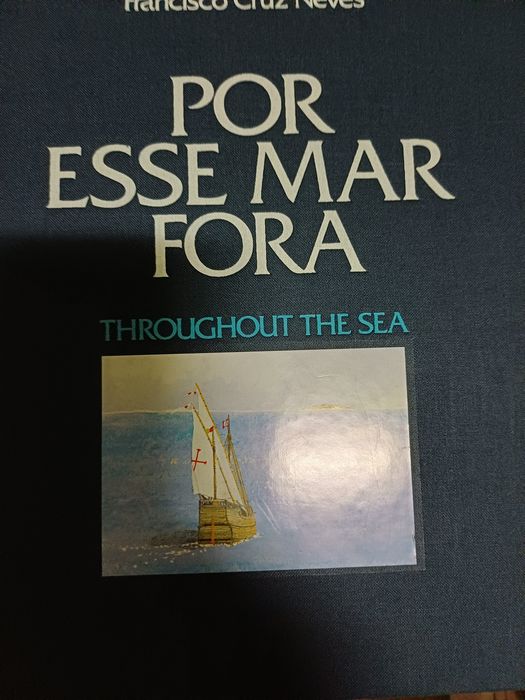 Francisco Cruz Neves
POR
ESSE MAR
FORA
THROUGHOUT THE SEA